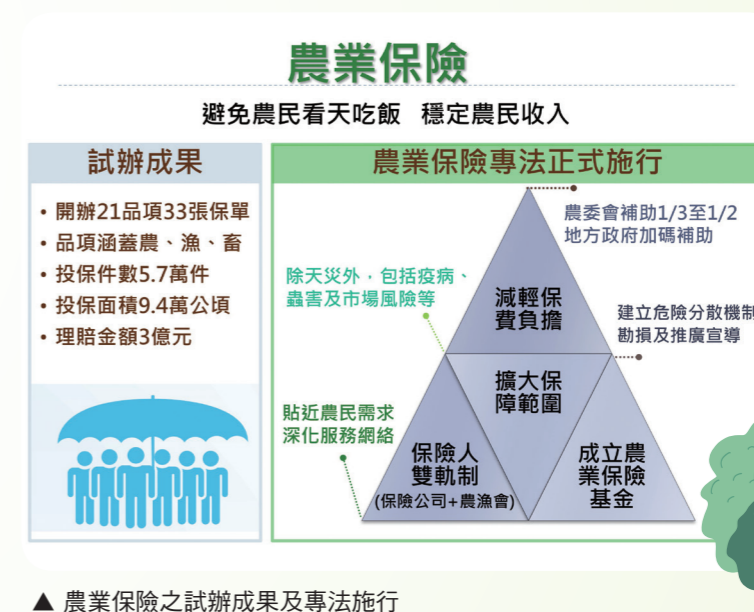 農業保險
避免農民看天吃飯 穩定農民收入
試辦成果
• 開辦21品項33張保單
• 品項涵蓋農、漁、畜
• 投保件數5.7萬件
• 投保面積9.4萬公頃
• 理賠金額3億元
農業保險專法正式施行
農委會補助1/3至1/2
地方政府加碼補助
除天災外，包括疫病、
蟲害及市場風險等
減輕保
費負擔
建立危險分散機制
勘損及推廣宣導
擴大保
障範圍
貼近農民需求
深化服務網絡
保險人
雙軌制
(保險公司+農漁會)
成立農
業保險
基金
▲ 農業保險之試辦成果及專法施行